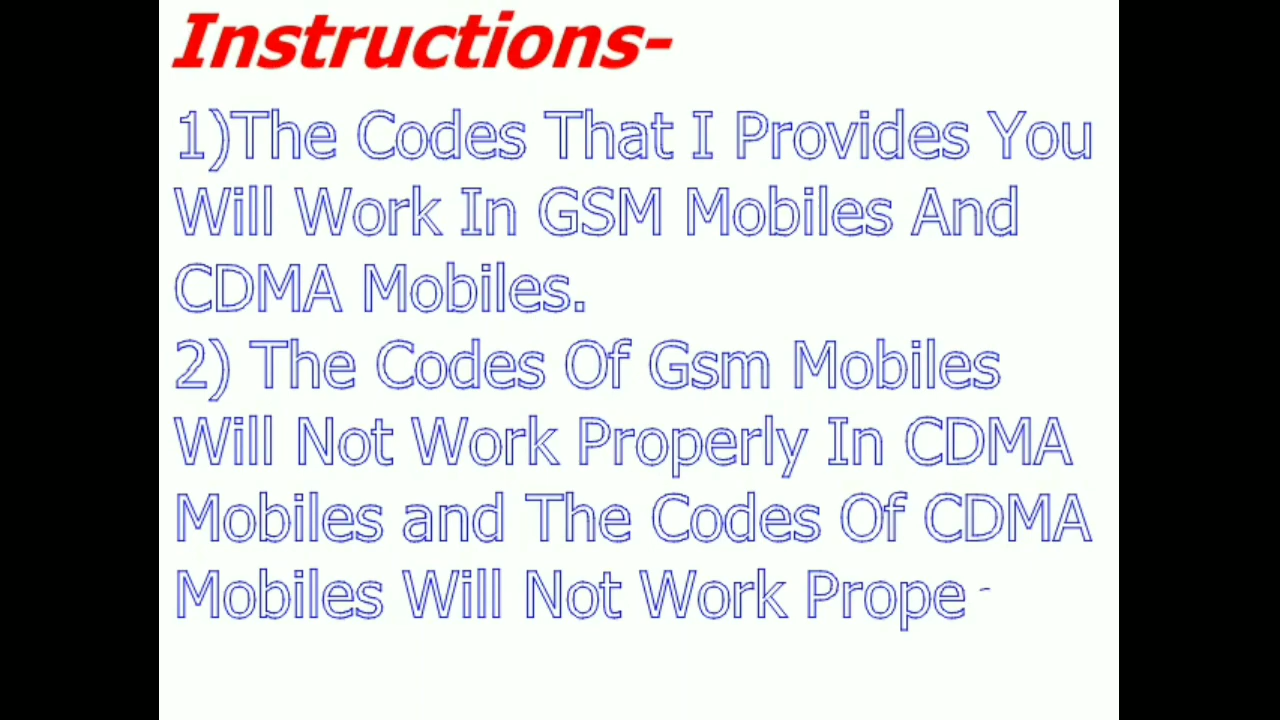 Instructions-
1)The Codes That I Provides You
Will Work In GSM Mobiles And
CDMA Mobiles.
2) The Codes Of Gsm Mobiles
Will Not Work Properly In CDMA
Mobiles and The Codes Of CDMA
Mobiles Will Not Work Prope